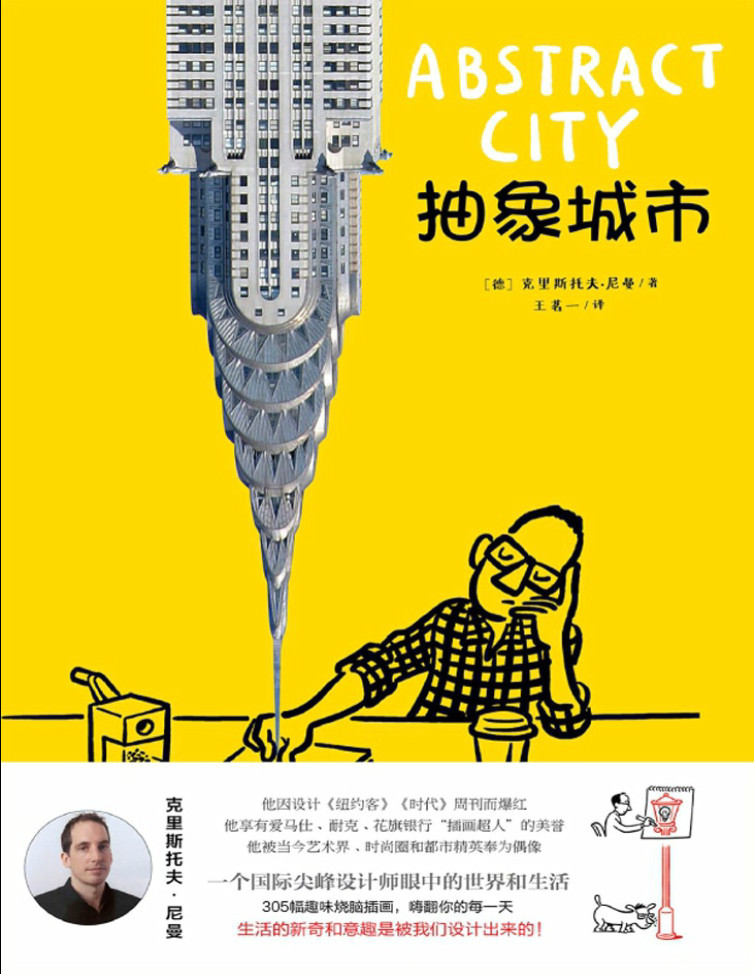 ABSTRACT
CITY
抽象城市
[德] 克里斯托夫·尼曼/著
王茗一/译
克里斯托夫·尼曼
他因设计《纽约客》《时代》周刊而爆红
他享有爱马仕、耐克、花旗银行“插画超人”的美誉
他被当今艺术界、时尚圈和都市精英奉为偶像
一个国际尖峰设计师眼中的世界和生活
305幅趣味烧脑插画，嗨翻你的每一天
生活的新奇和意趣是被我们设计出来的！